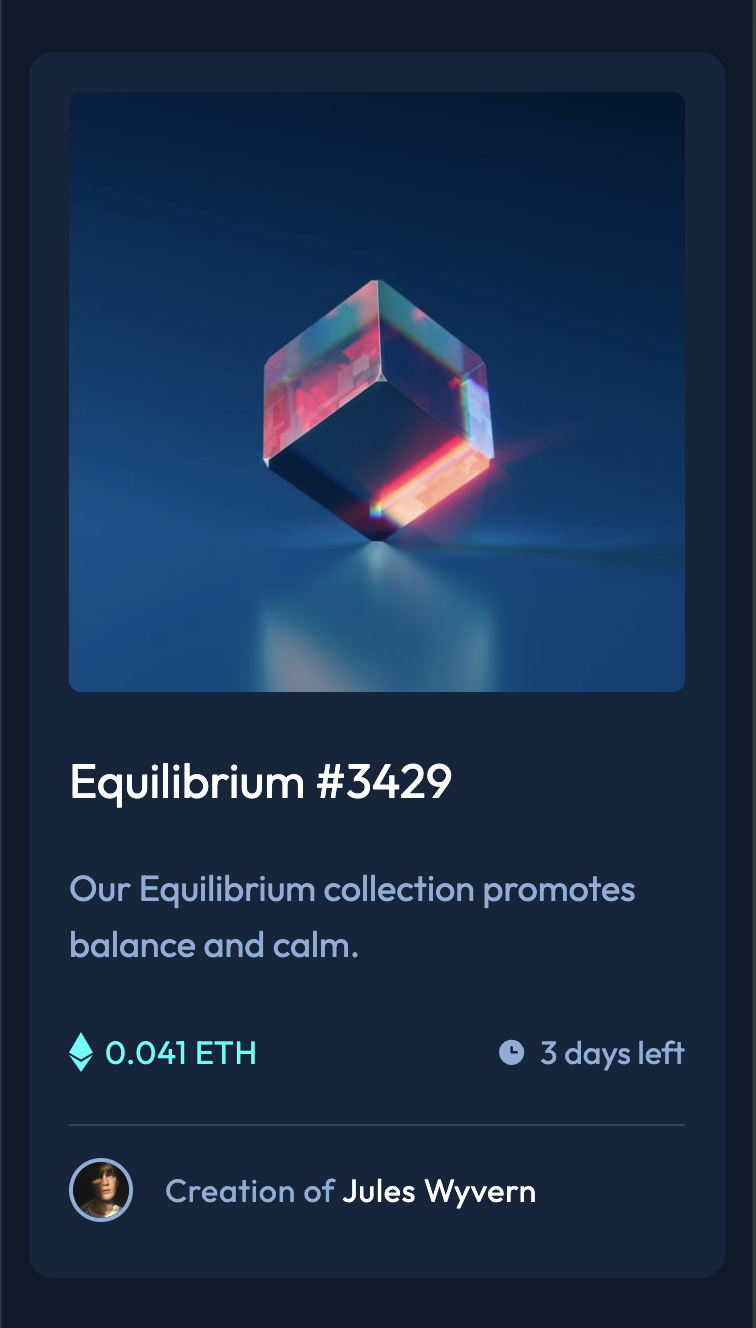 Equilibrium #3429
Our Equilibrium collection promotes
balance and calm.
0.041 ETH
3 days left
Creation of Jules Wyvern